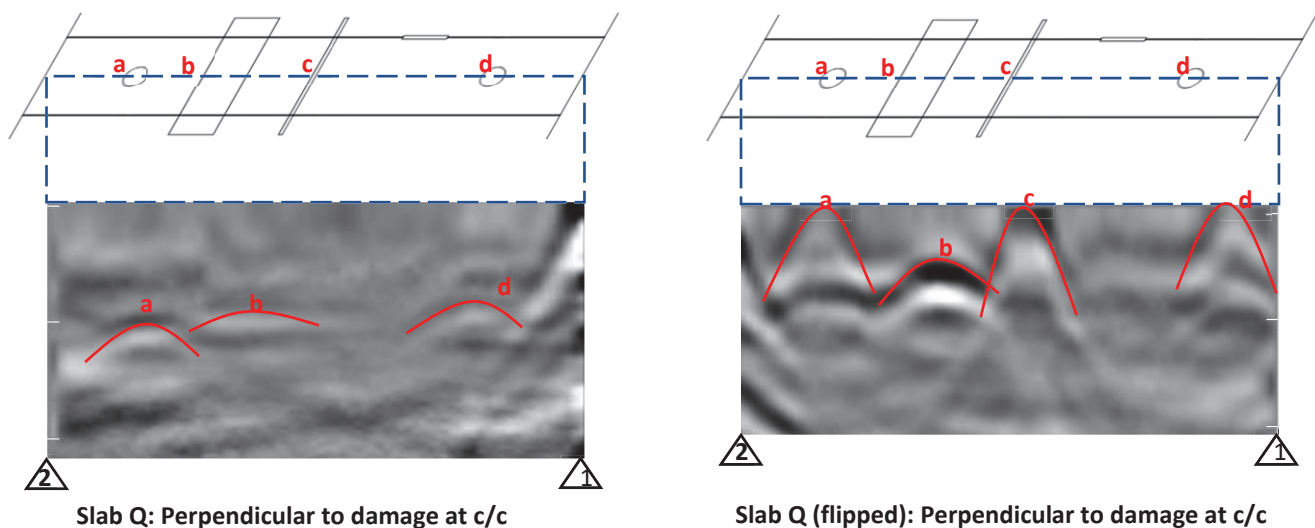 a b c d
a b c d
a b d
a b c d
2 1
2 1
Slab Q: Perpendicular to damage at c/c
Slab Q (flipped): Perpendicular to damage at c/c